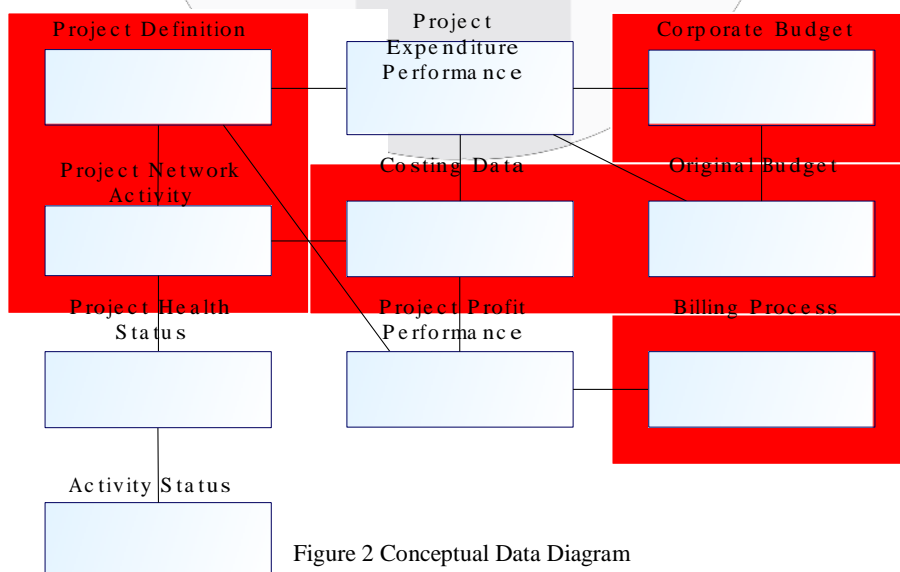 Project Definition
Project
Expenditure
Performance
Corporate Budget
Project Network
Activity
Costing Data
Original Budget
Project Health
Status
Project Profit
Performance
Billing Process
Activity Status
Figure 2 Conceptual Data Diagram